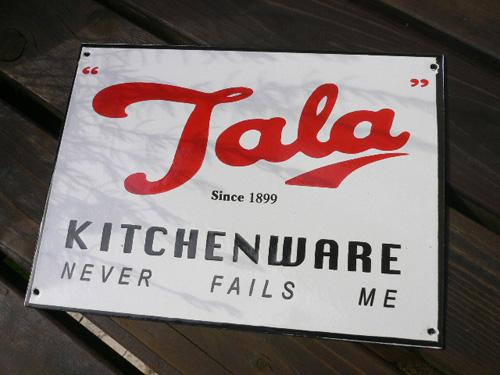 “Tala”
Since 1899
KITCHENWARE
NEVER FAILS ME